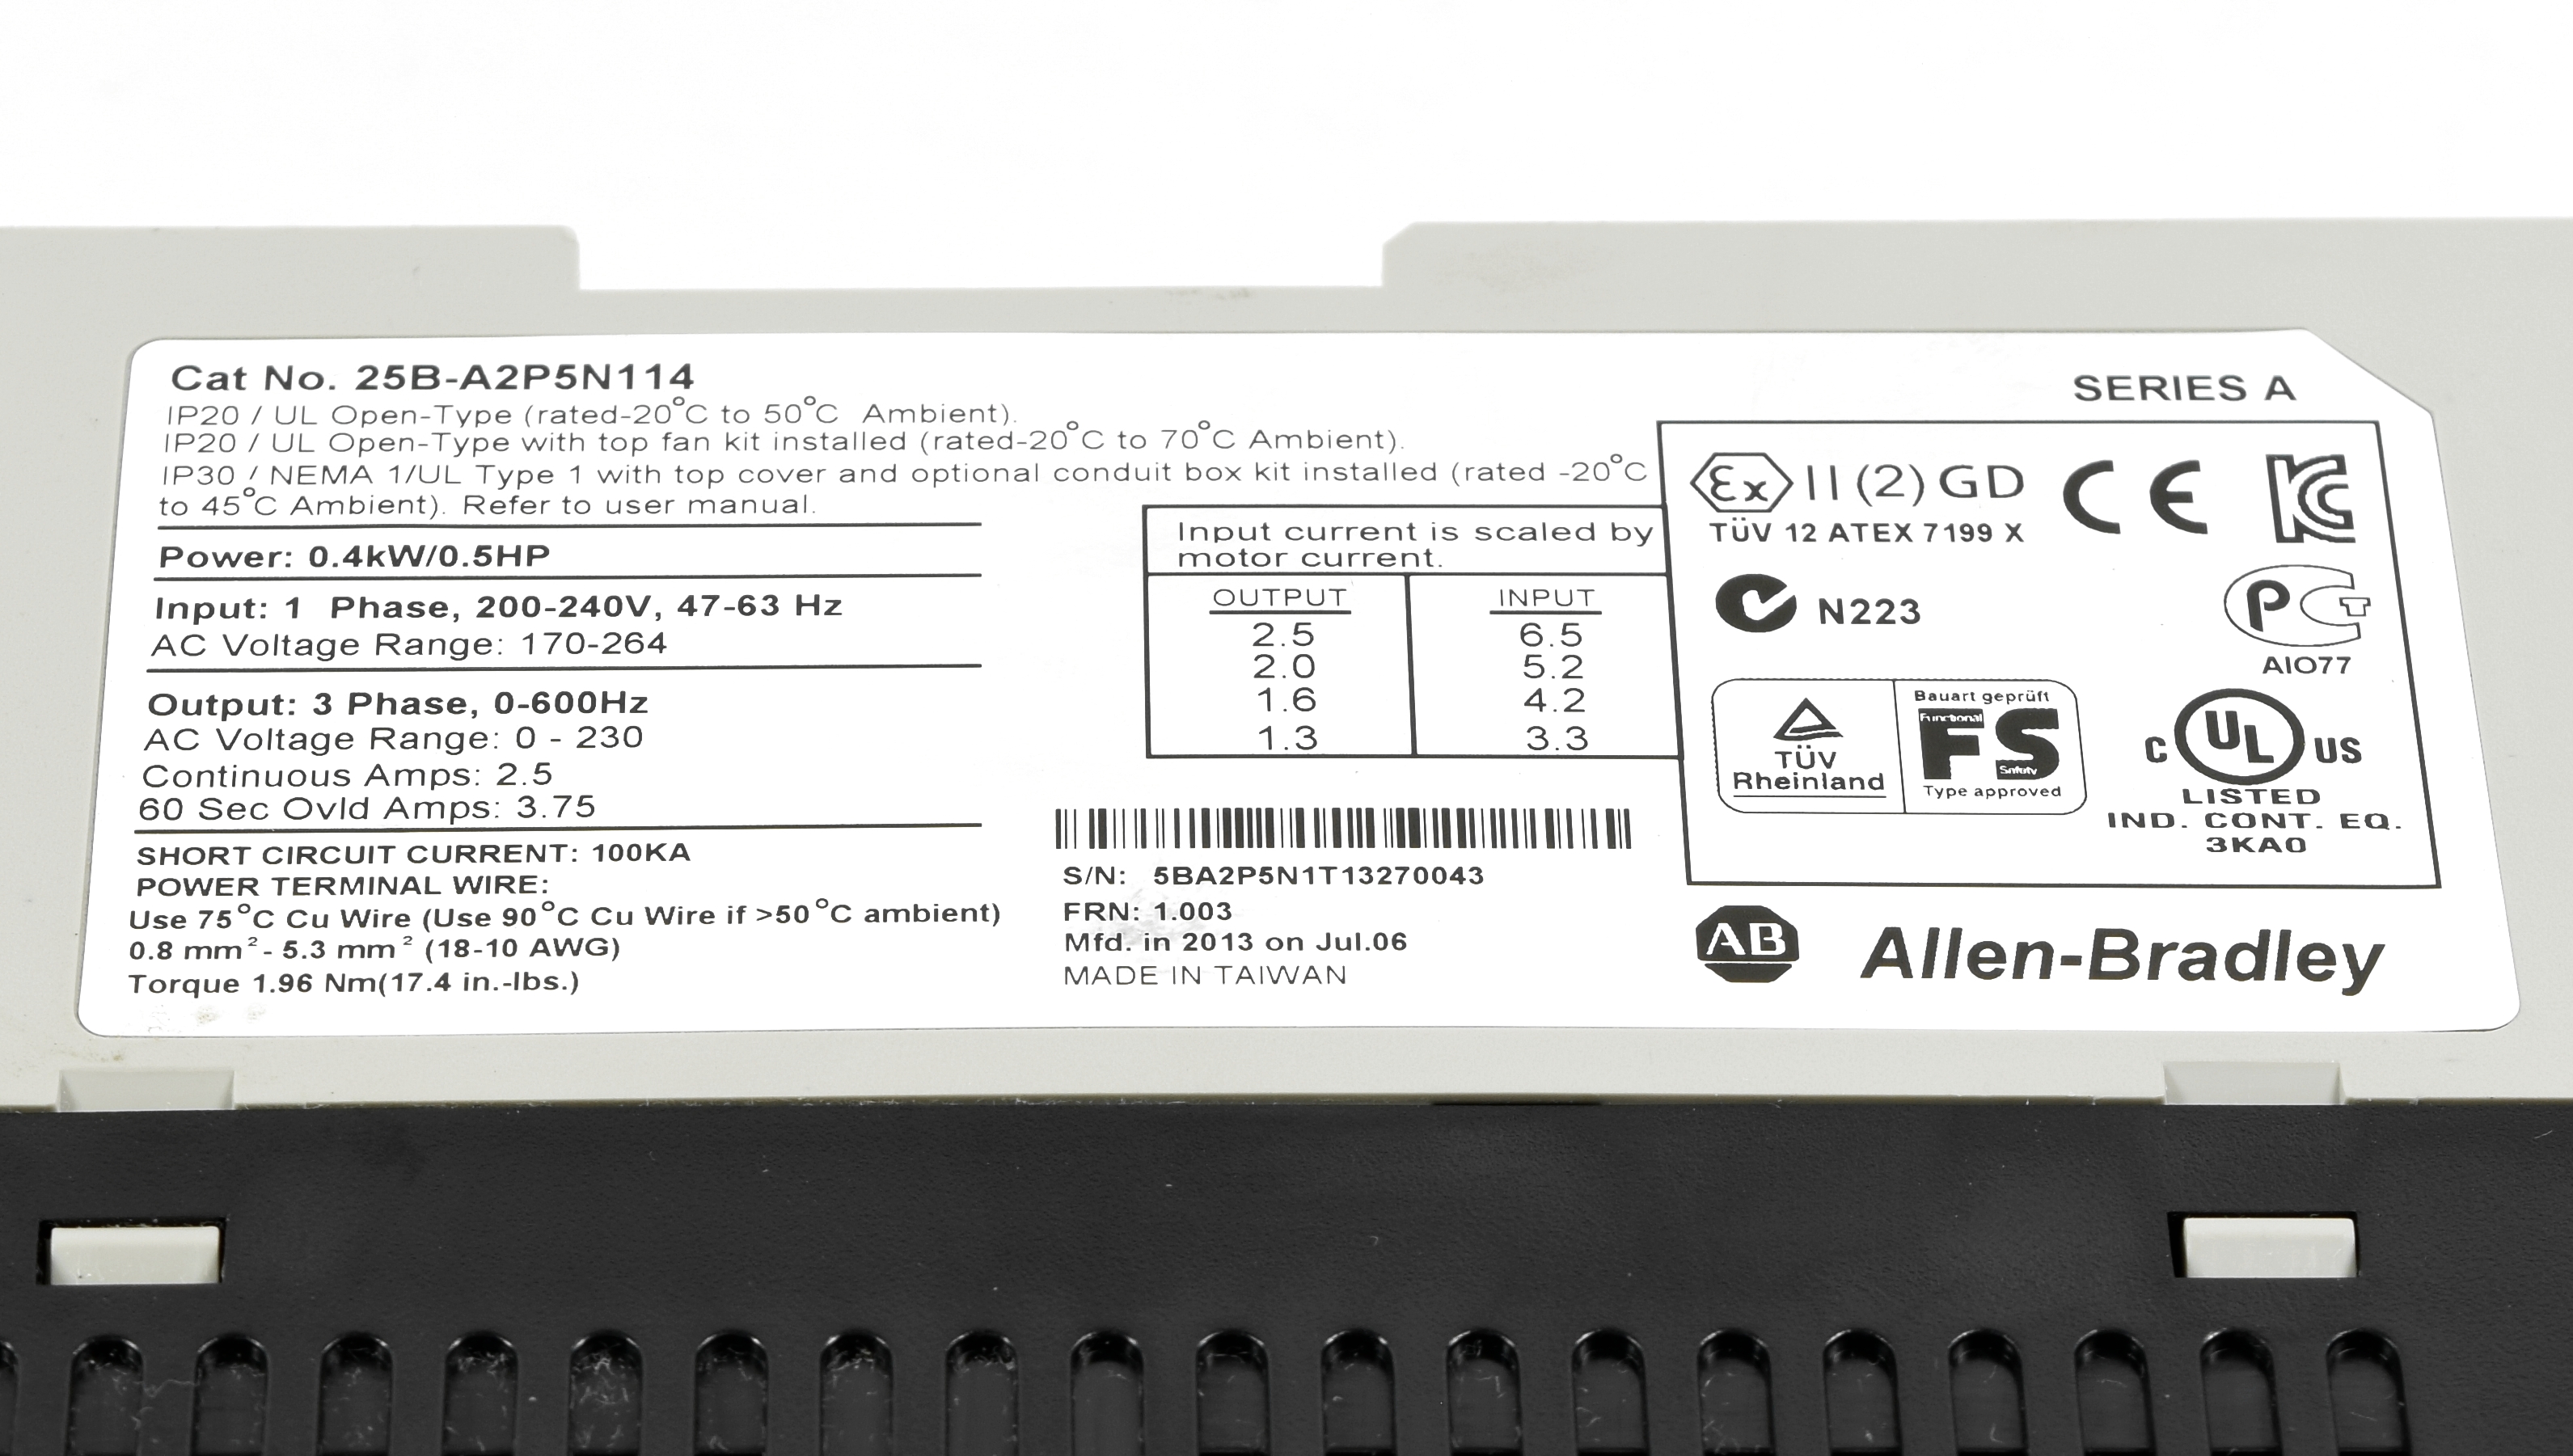 Cat No. 25B-A2P5N114
IP20 / UL Open-Type (rated-20°C to 50°C Ambient).
IP20 / UL Open-Type with top fan kit installed (rated-20°C to 70°C Ambient).
IP30 / NEMA 1/UL Type 1 with top cover and optional conduit box kit installed (rated -20°C
to 45°C Ambient). Refer to user manual.
Power: 0.4kW/0.5HP
Input: 1 Phase, 200-240V, 47-63 Hz
AC Voltage Range: 170-264
Output: 3 Phase, 0-600Hz
AC Voltage Range: 0 - 230
Continuous Amps: 2.5
60 Sec Ovld Amps: 3.75
SHORT CIRCUIT CURRENT: 100KA
POWER TERMINAL WIRE:
Use 75°C Cu Wire (Use 90°C Cu Wire if >50°C ambient)
0.8 mm² - 5.3 mm² (18-10 AWG)
Torque 1.96 Nm(17.4 in.-lbs.)
Input current is scaled by
motor current.
OUTPUT INPUT
2.5 6.5
2.0 5.2
1.6 4.2
1.3 3.3
S/N: 5BA2P5N1T13270043
FRN: 1.003
Mfd. in 2013 on Jul.06
MADE IN TAIWAN
SERIES A
Ex II (2) GD CE KC
TÜV 12 ATEX 7199 X
N223
PCT
AIO77
TÜV
Rheinland
Bauart geprüft
Functional
FS
Safety
Type approved
C UL US
LISTED
IND. CONT. EQ.
3KA0
AB Allen-Bradley